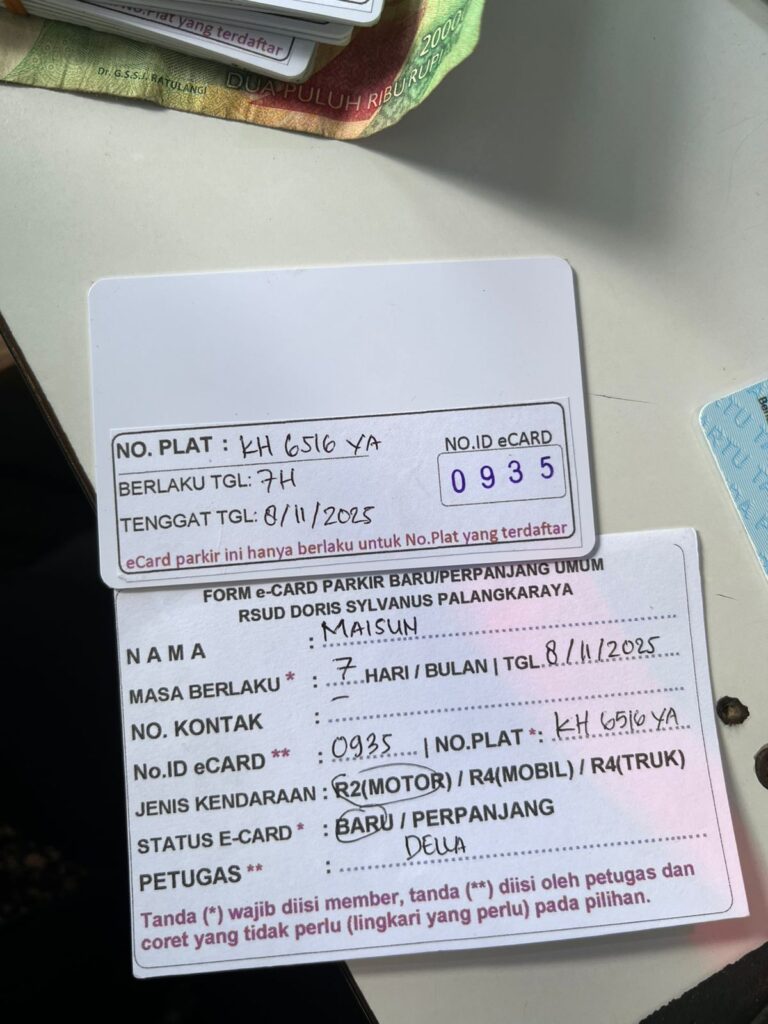 No.Plat yang terdaftar
2000
Dr. G.S.S.J. RATULANGI
DUA PULUH RIBU RUPI
NO. PLAT : KH 6516 YA
NO.ID eCARD
BERLAKU TGL: 7H
0935
TENGGAT TGL: 8/11/2025
eCard parkir ini hanya berlaku untuk No.Plat yang terdaftar
FORM e-CARD PARKIR BARU/PERPANJANG UMUM
RSUD DORIS SYLVANUS PALANGKARAYA
NAMA : MAISUN
MASA BERLAKU * : 7 HARI / BULAN | TGL. 8/11/2025
NO. KONTAK : –
No.ID eCARD ** : 0935 | NO.PLAT *: KH 6516 YA
JENIS KENDARAAN : R2(MOTOR) / R4(MOBIL) / R4(TRUK)
STATUS E-CARD * : BARU / PERPANJANG
PETUGAS ** : DELLA
Tanda (*) wajib diisi member, tanda (**) diisi oleh petugas dan
coret yang tidak perlu (lingkari yang perlu) pada pilihan.